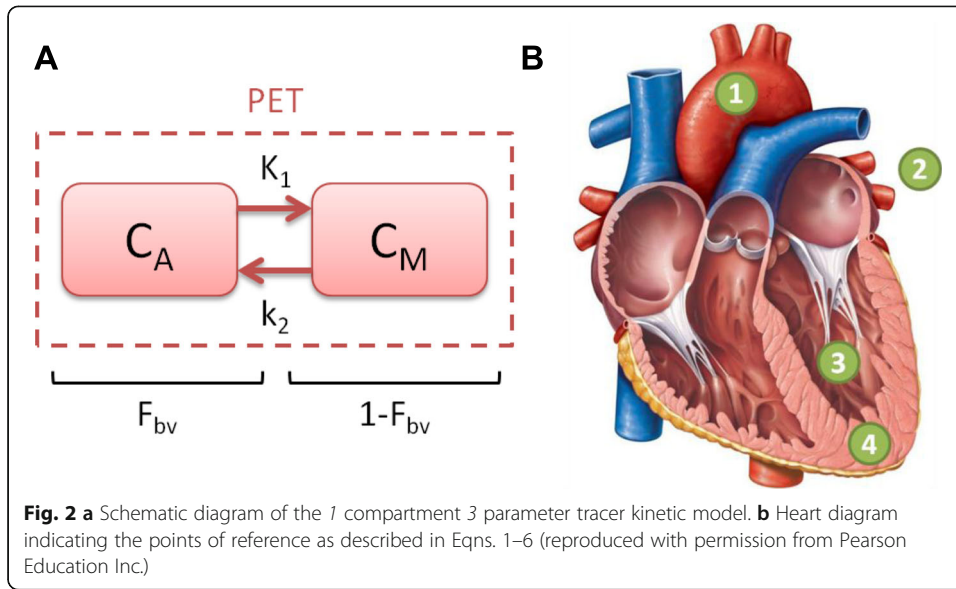 A
PET
K1
CA
CM
k2
Fbv
1-Fbv
B
1
2
3
4
Fig. 2 a Schematic diagram of the 1 compartment 3 parameter tracer kinetic model. b Heart diagram
indicating the points of reference as described in Eqns. 1–6 (reproduced with permission from Pearson
Education Inc.)